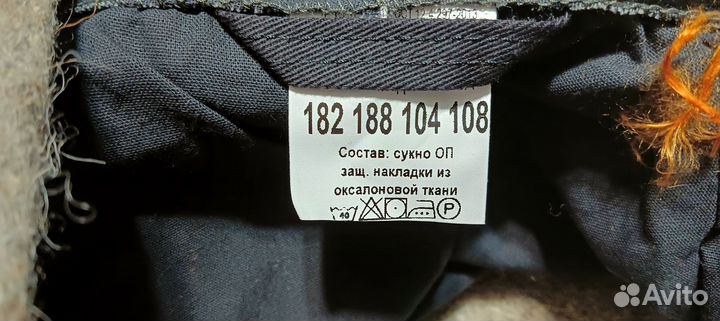 182 188 104 108
Состав: сукно ОП
защ. накладки из
оксалоновой ткани
40 P
Avito